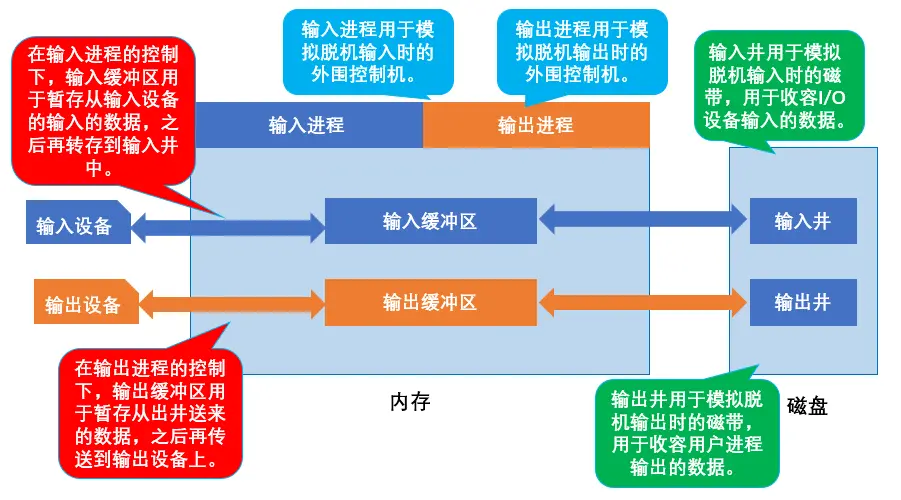 在输入进程的控制
下，输入缓冲区用
于暂存从输入设备
的输入的数据，之
后再转存到输入井
中。
输入进程用于模
拟脱机输入时的
外围控制机。
输出进程用于模
拟脱机输出时的
外围控制机。
输入井用于模拟
脱机输入时的磁
带，用于收容I/O
设备输入的数据。
输入进程
输出进程
输入设备
输入缓冲区
输入井
输出设备
输出缓冲区
输出井
在输出进程的控制
下，输出缓冲区用
于暂存从出井送来
的数据，之后再传
送到输出设备上。
内存
输出井用于模拟脱
机输出时的磁带，
用于收容用户进程
输出的数据。
磁盘